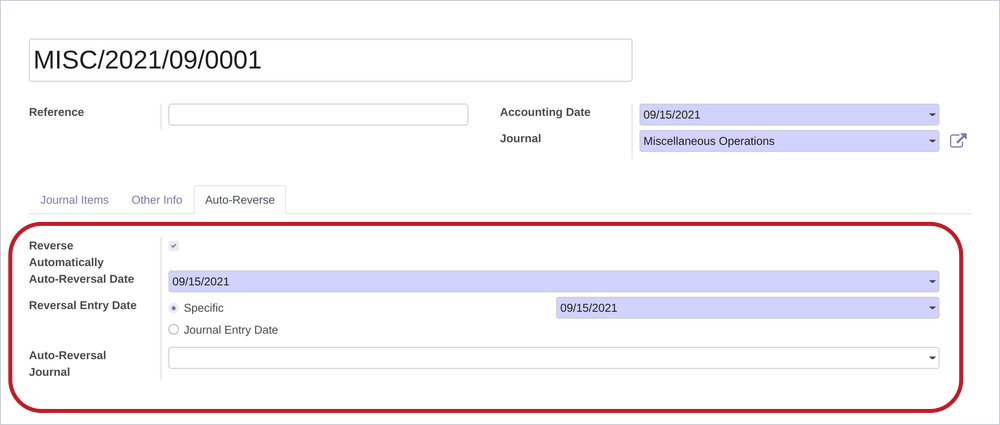 MISC/2021/09/0001
Reference
Accounting Date 09/15/2021
Journal Miscellaneous Operations
Journal Items Other Info Auto-Reverse
Reverse
Automatically
Auto-Reversal Date 09/15/2021
Reversal Entry Date Specific 09/15/2021
Journal Entry Date
Auto-Reversal
Journal